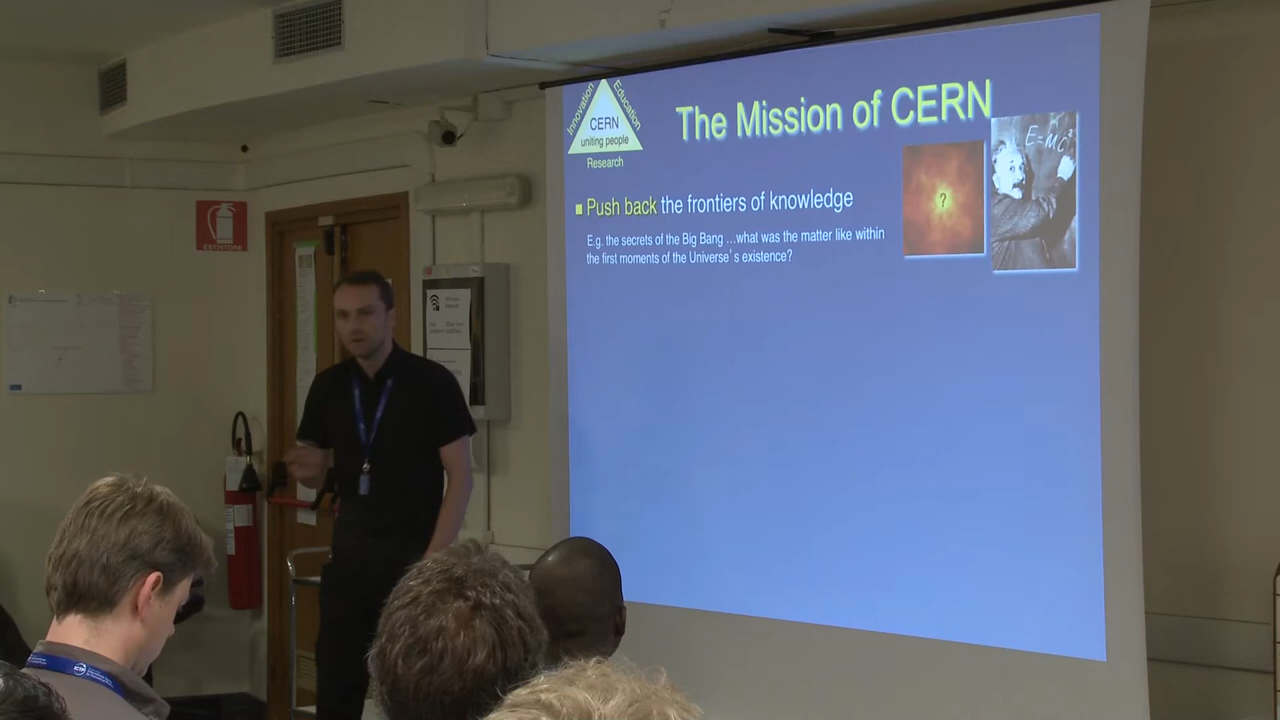 Innovation
Education
CERN
uniting people
Research
The Mission of CERN
E=MC²
?
■ Push back the frontiers of knowledge
E.g. the secrets of the Big Bang …what was the matter like within
the first moments of the Universe's existence?
ESTINTORE
ICTP